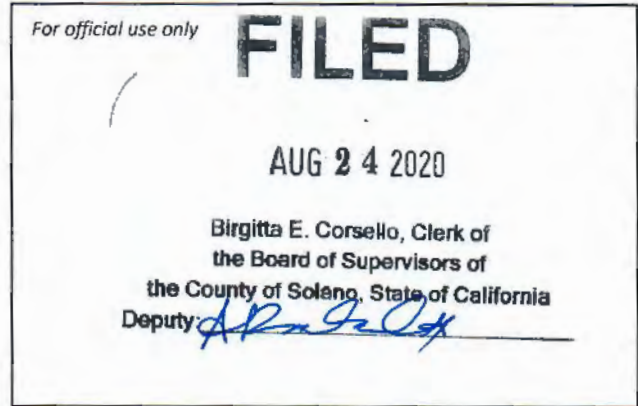 For official use only
FILED
AUG 24 2020
Birgitta E. Corsello, Clerk of
the Board of Supervisors of
the County of Solano, State of California
Deputy: